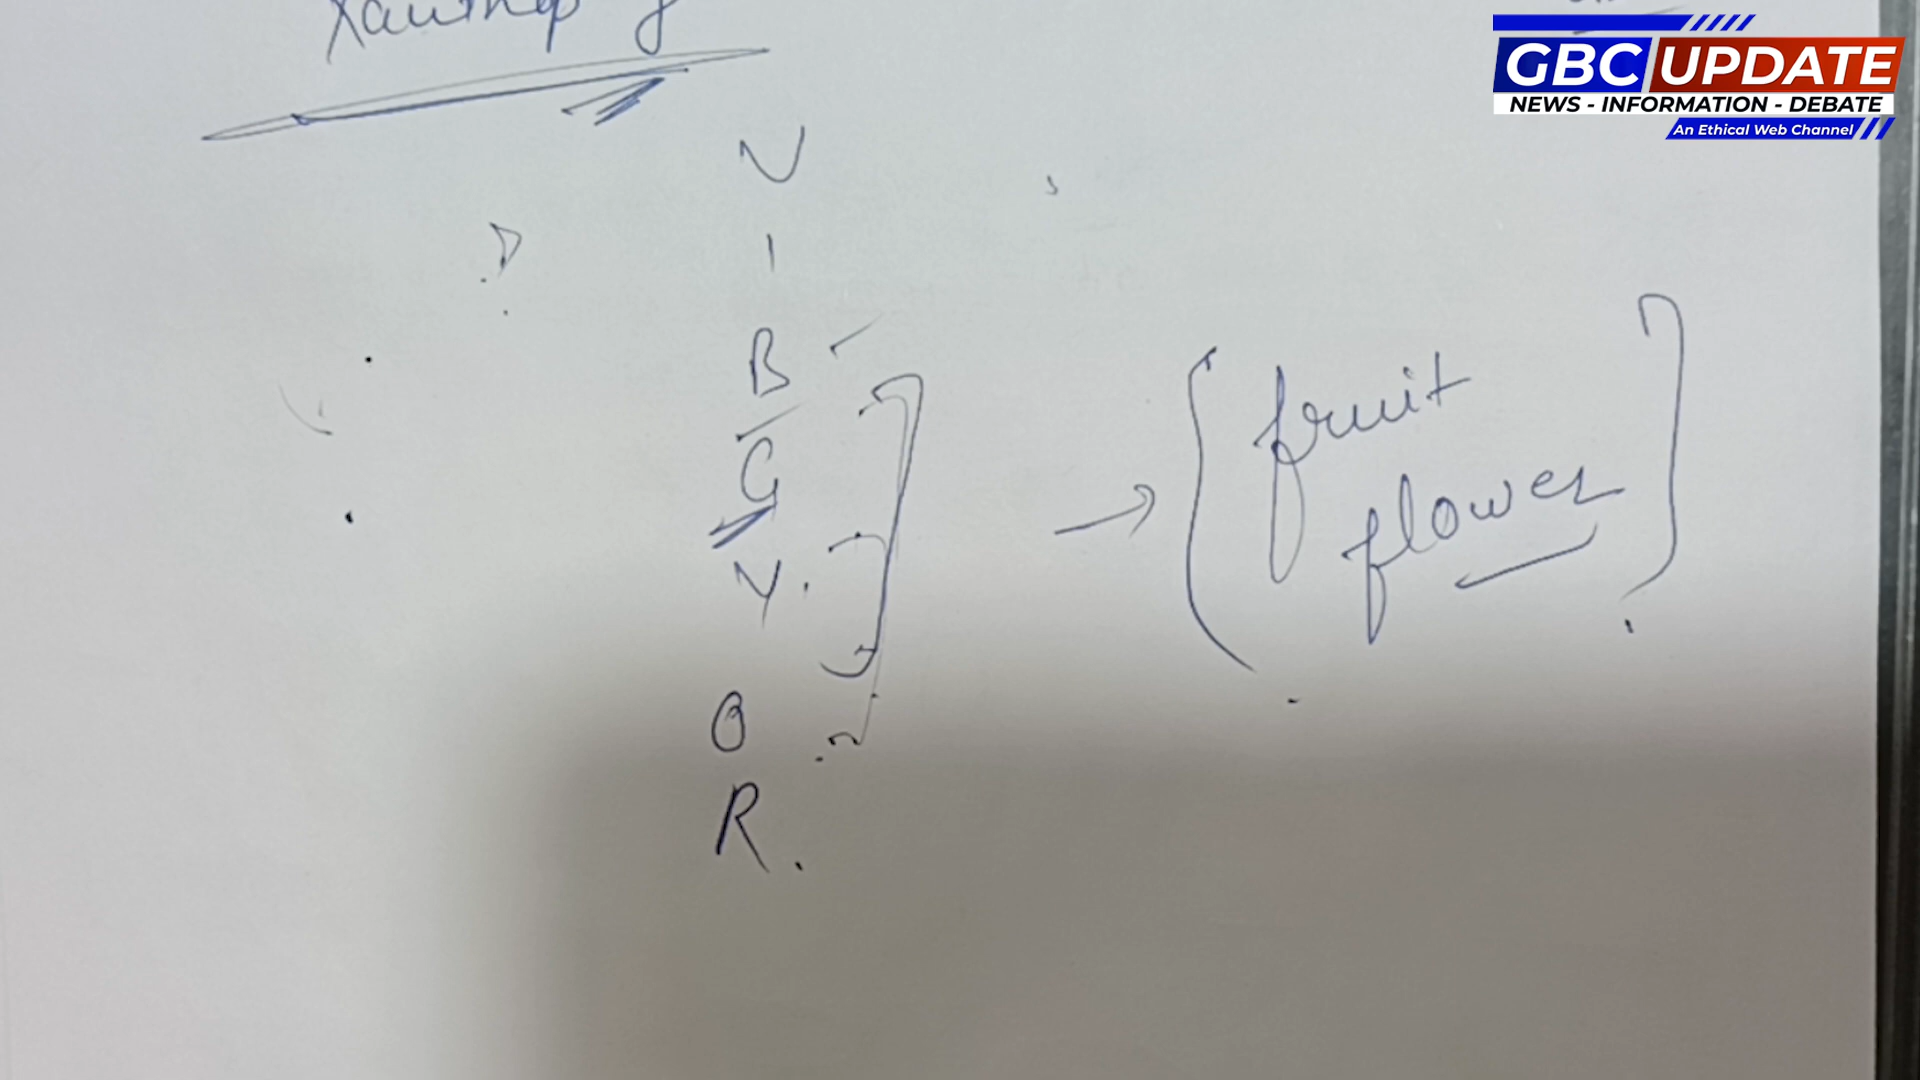 GBC UPDATE
NEWS - INFORMATION - DEBATE
An Ethical Web Channel
V
I
B
G
Y.
O
R.
→ [fruit
flower]